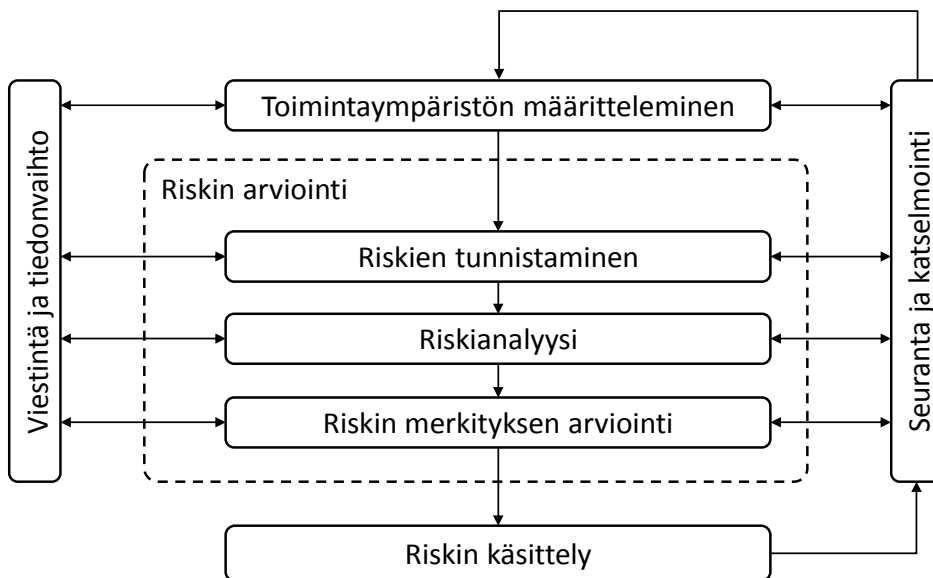 Toimintaympäristön määritteleminen
Viestintä ja tiedonvaihto
Seuranta ja katselmointi
Riskin arviointi
Riskien tunnistaminen
Riskianalyysi
Riskin merkityksen arviointi
Riskin käsittely